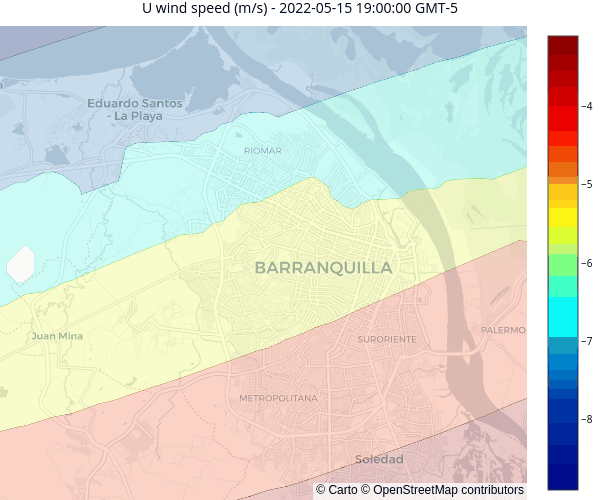 U wind speed (m/s) - 2022-05-15 19:00:00 GMT-5
Eduardo Santos
- La Playa
RIOMAR
BARRANQUILLA
Juan Mina
SURORIENTE
PALERMO
METROPOLITANA
Soledad
© Carto © OpenStreetMap contributors
−4
−5
−6
−7
−8